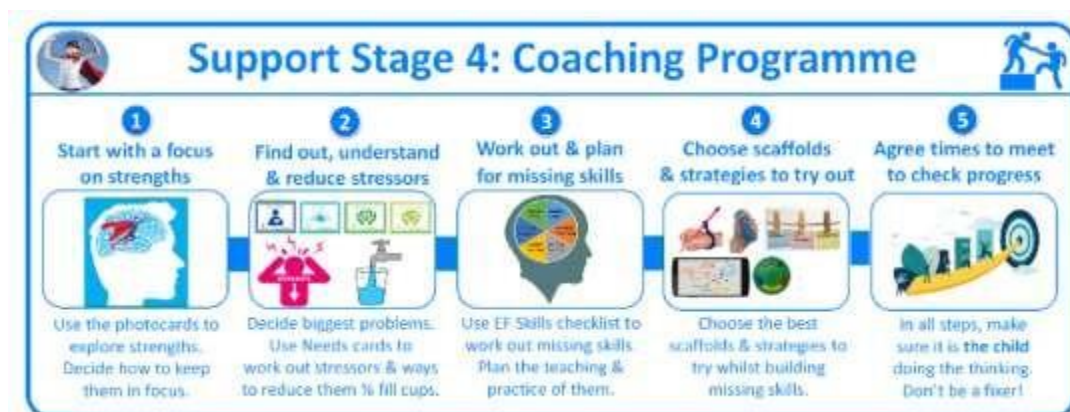 Support Stage 4: Coaching Programme
1
Start with a focus
on strengths
Use the photocards to
explore strengths.
Decide how to keep
them in focus.
2
Find out, understand
& reduce stressors
Decide biggest problems.
Use Needs cards to
work out stressors & ways
to reduce them % fill cups.
3
Work out & plan
for missing skills
Use EF Skills checklist to
work out missing skills.
Plan the teaching &
practice of them.
4
Choose scaffolds
& strategies to try out
Choose the best
scaffolds & strategies to
try whilst building
missing skills.
5
Agree times to meet
to check progress
In all steps, make
sure it is the child
doing the thinking.
Don't be a fixer!